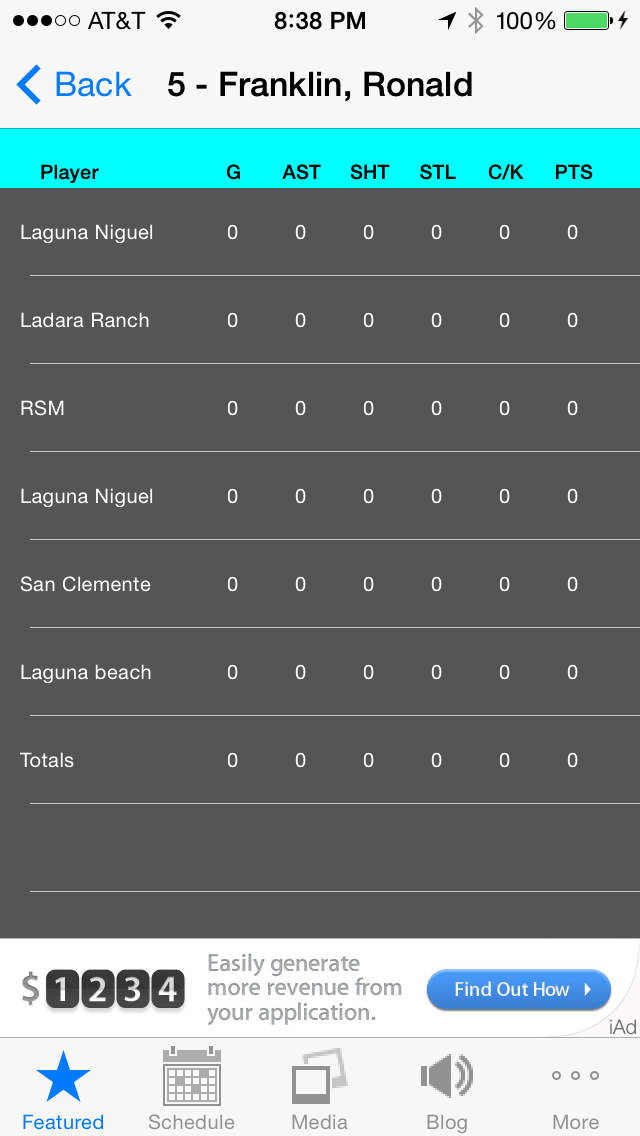 AT&T 8:38 PM 100%
Back 5 - Franklin, Ronald
Player G AST SHT STL C/K PTS
Laguna Niguel 0 0 0 0 0 0
Ladara Ranch 0 0 0 0 0 0
RSM 0 0 0 0 0 0
Laguna Niguel 0 0 0 0 0 0
San Clemente 0 0 0 0 0 0
Laguna beach 0 0 0 0 0 0
Totals 0 0 0 0 0 0
$1234
Easily generate
more revenue from
your application.
Find Out How
iAd
Featured Schedule Media Blog More